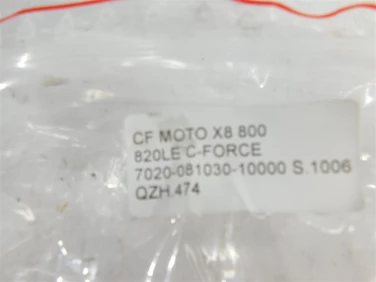 CF MOTO X8 800
820LE C-FORCE
7020-081030-10000 S.1006
QZH.474